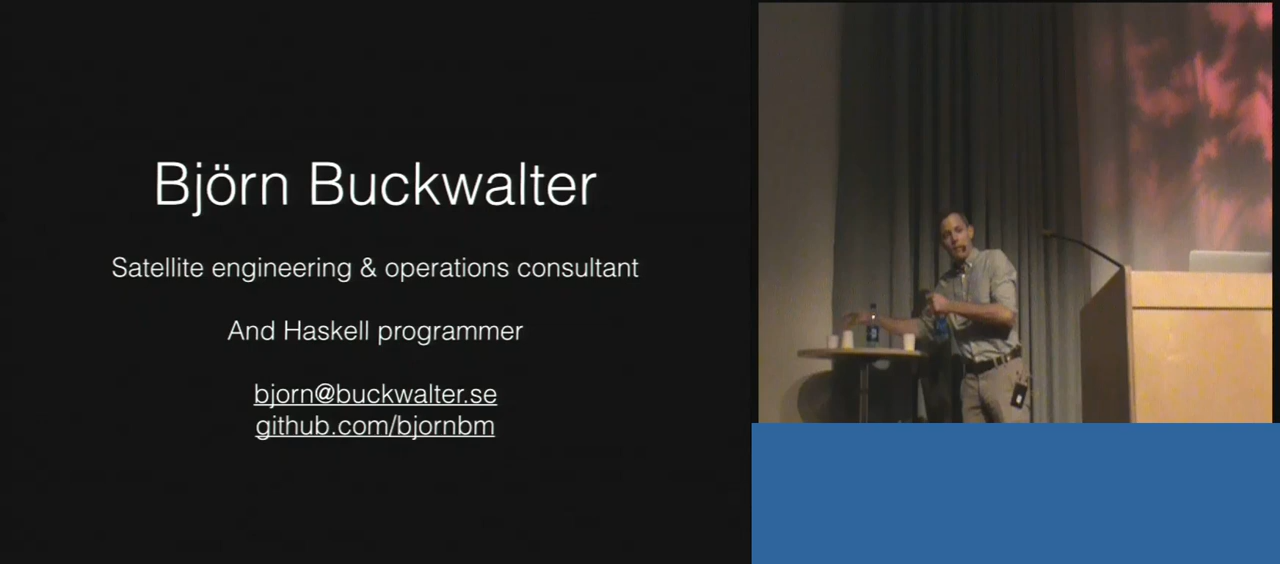 Björn Buckwalter
Satellite engineering & operations consultant
And Haskell programmer
bjorn@buckwalter.se
github.com/bjornbm